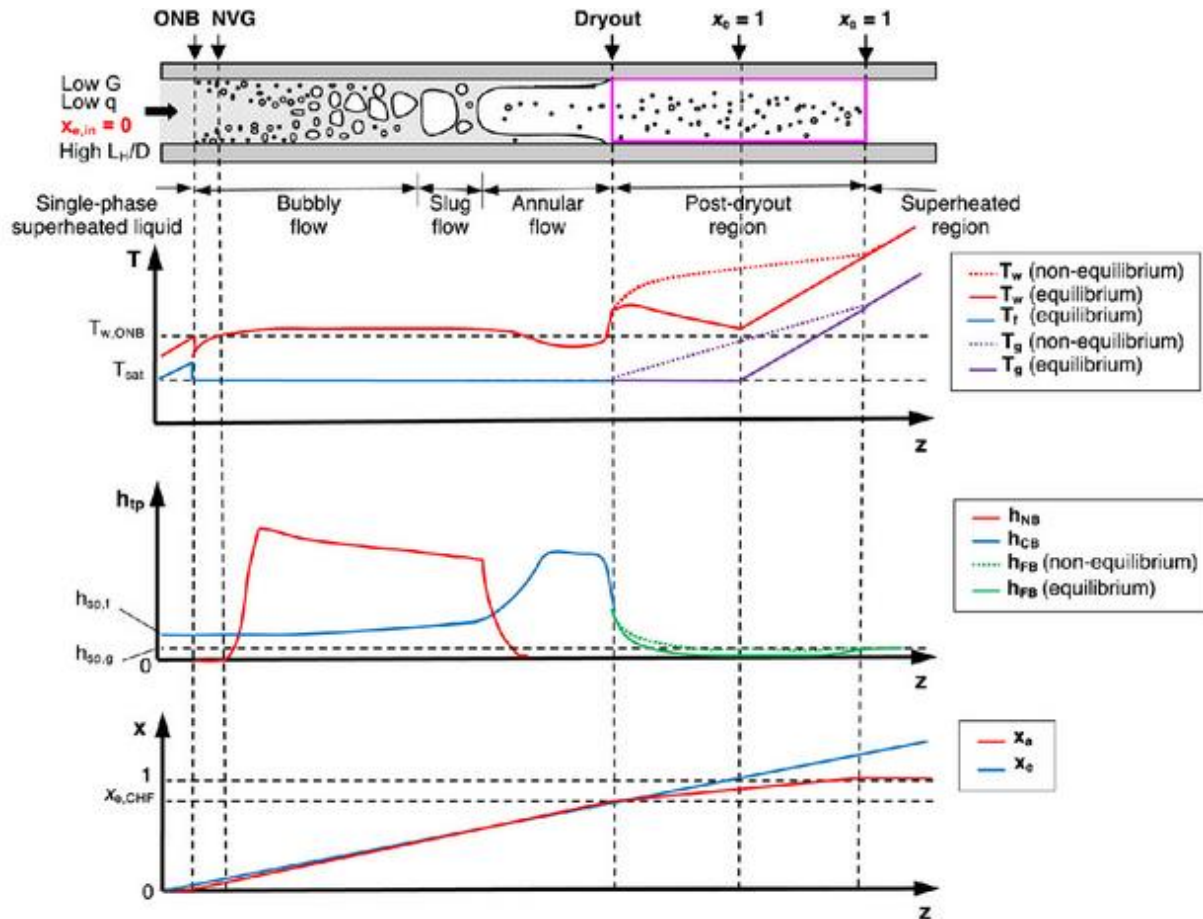 ONB NVG Dryout xₑ = 1 xₐ = 1
Low G
Low q
xₑ,in = 0
High L_H/D
Single-phase superheated liquid
Bubbly flow
Slug flow
Annular flow
Post-dryout region
Superheated region
T
T_w,ONB
T_sat
z
T_w (non-equilibrium)
T_w (equilibrium)
T_f (equilibrium)
T_g (non-equilibrium)
T_g (equilibrium)
h_tp
h_sp,f
h_sp,g
0
z
h_NB
h_CB
h_FB (non-equilibrium)
h_FB (equilibrium)
x
1
xₑ,CHF
0
z
xₐ
xₑ